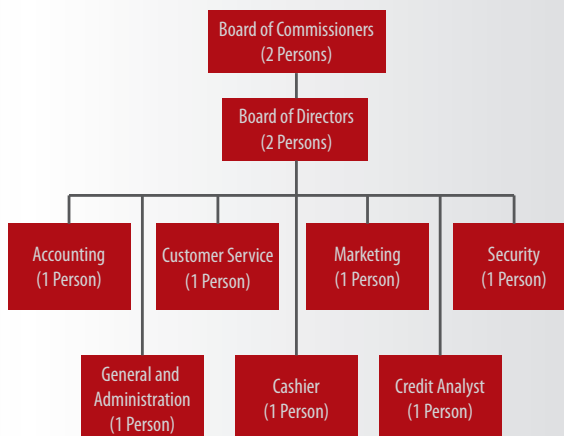 Board of Commissioners
(2 Persons)
Board of Directors
(2 Persons)
Accounting
(1 Person)
Customer Service
(1 Person)
Marketing
(1 Person)
Security
(1 Person)
General and
Administration
(1 Person)
Cashier
(1 Person)
Credit Analyst
(1 Person)